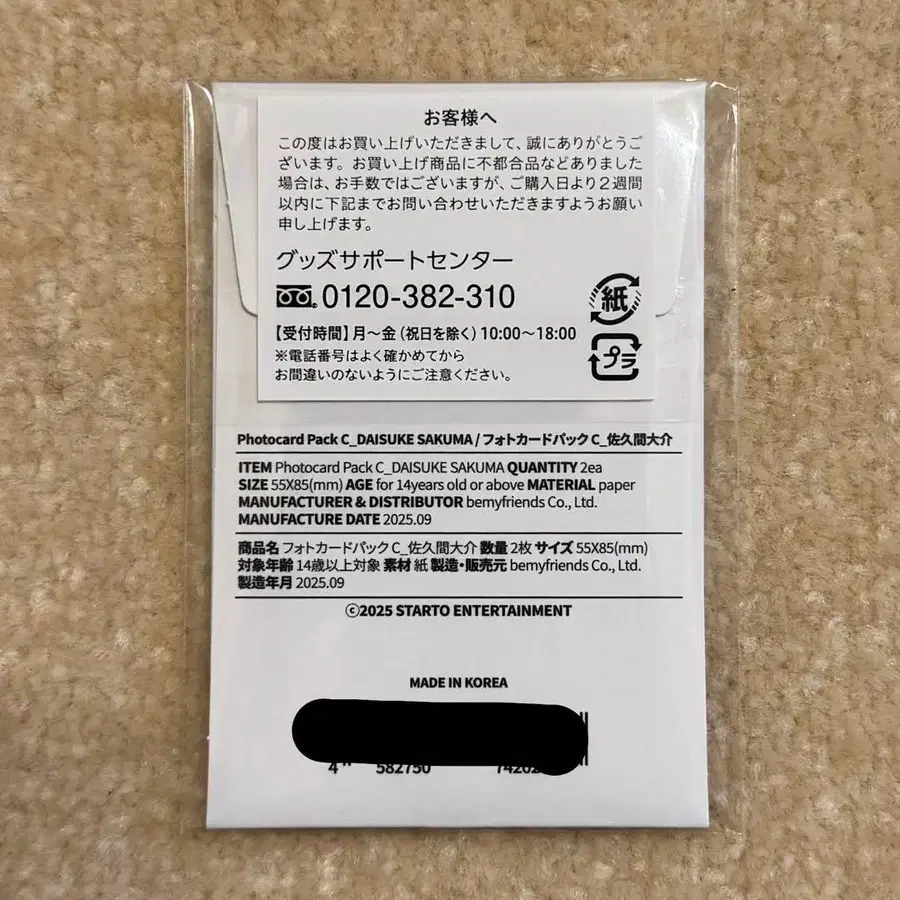 お客様へ
この度はお買い上げいただきまして、誠にありがとうございます。お買い上げ商品に不都合品などありました
場合は、お手数ではございますが、ご購入日より2週間
以内に下記までお問い合わせいただきますようお願い
申し上げます。
グッズサポートセンター
0120-382-310
【受付時間】月～金（祝日を除く）10:00～18:00
※電話番号はよく確かめてから
お間違いのないようにご注意ください。
紙
プラ
Photocard Pack C_DAISUKE SAKUMA / フォトカードパック C_佐久間大介
ITEM Photocard Pack C_DAISUKE SAKUMA QUANTITY 2ea
SIZE 55X85(mm) AGE for 14years old or above MATERIAL paper
MANUFACTURER & DISTRIBUTOR bemyfriends Co., Ltd.
MANUFACTURE DATE 2025.09
商品名 フォトカードパック C_佐久間大介 数量 2枚 サイズ 55X85(mm)
対象年齢 14歳以上対象 素材 紙 製造・販売元 bemyfriends Co., Ltd.
製造年月 2025.09
ⓒ2025 STARTO ENTERTAINMENT
MADE IN KOREA
4 582750